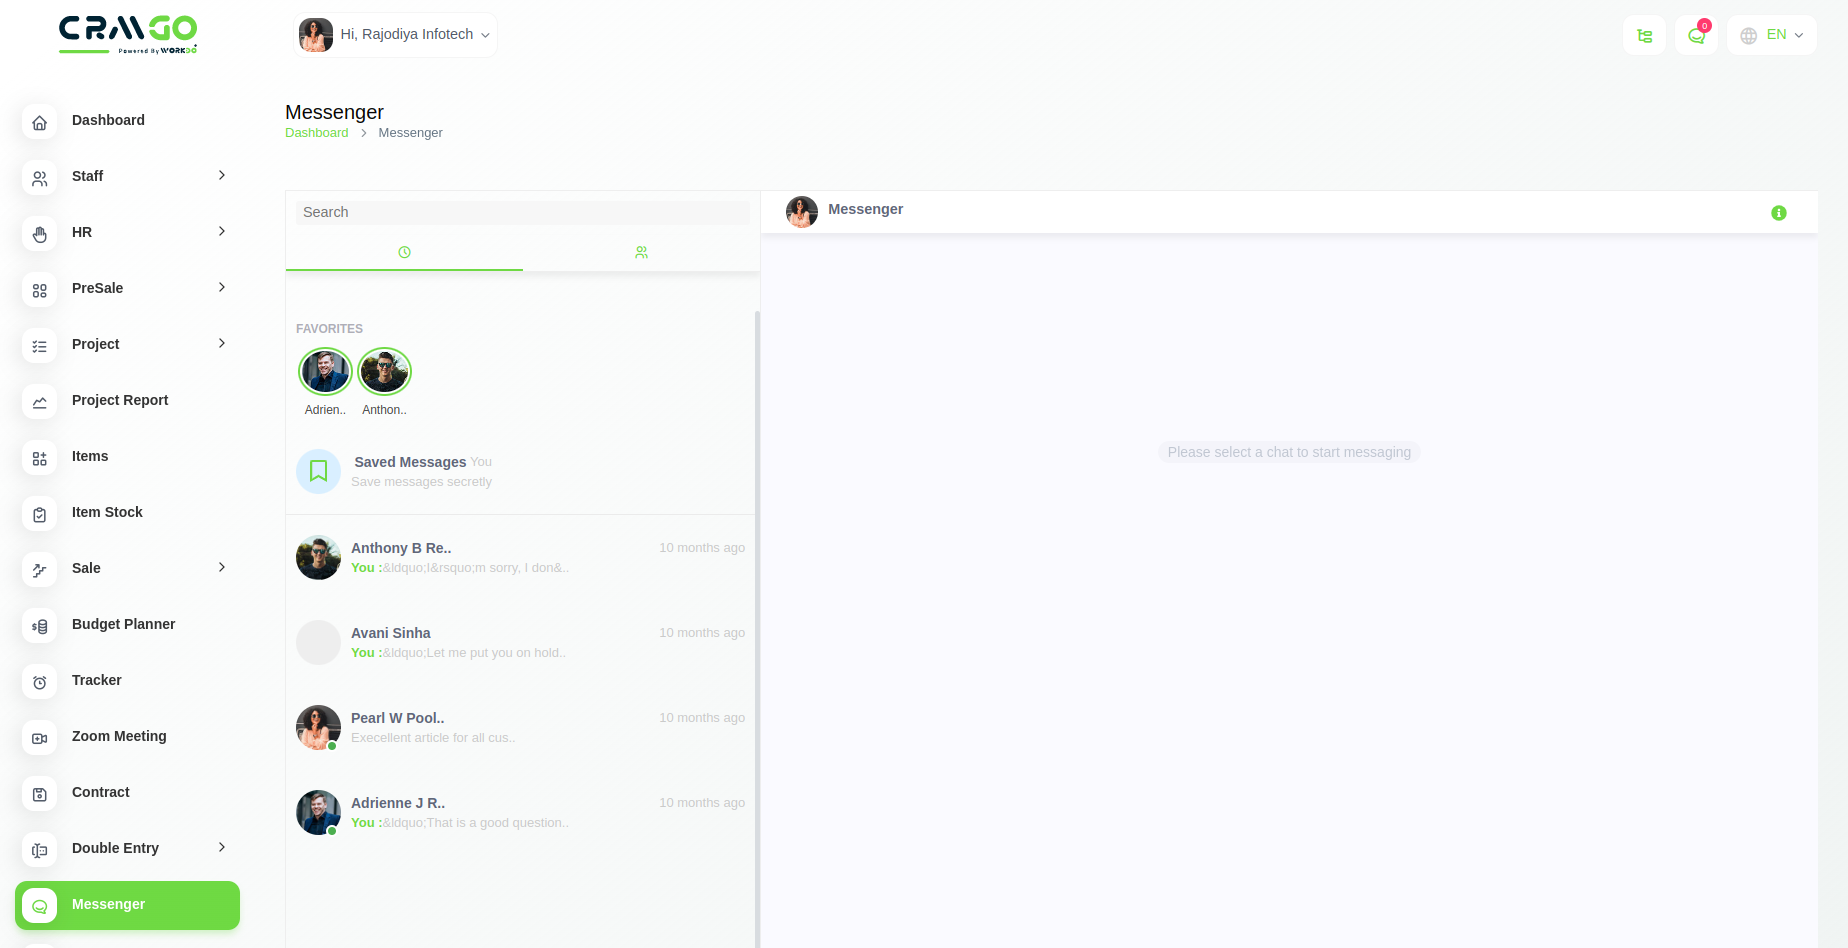 CRMGO
Powered By WORKDO
Hi, Rajodiya Infotech
0
EN
Dashboard
Staff
HR
PreSale
Project
Project Report
Items
Item Stock
Sale
Budget Planner
Tracker
Zoom Meeting
Contract
Double Entry
Messenger
Messenger
Dashboard > Messenger
Search
FAVORITES
Adrien.. Anthon..
Saved Messages You
Save messages secretly
Anthony B Re.. 10 months ago
You :&ldquo;I&rsquo;m sorry, I don&..
Avani Sinha 10 months ago
You :&ldquo;Let me put you on hold..
Pearl W Pool.. 10 months ago
Execellent article for all cus..
Adrienne J R.. 10 months ago
You :&ldquo;That is a good question..
Messenger
Please select a chat to start messaging